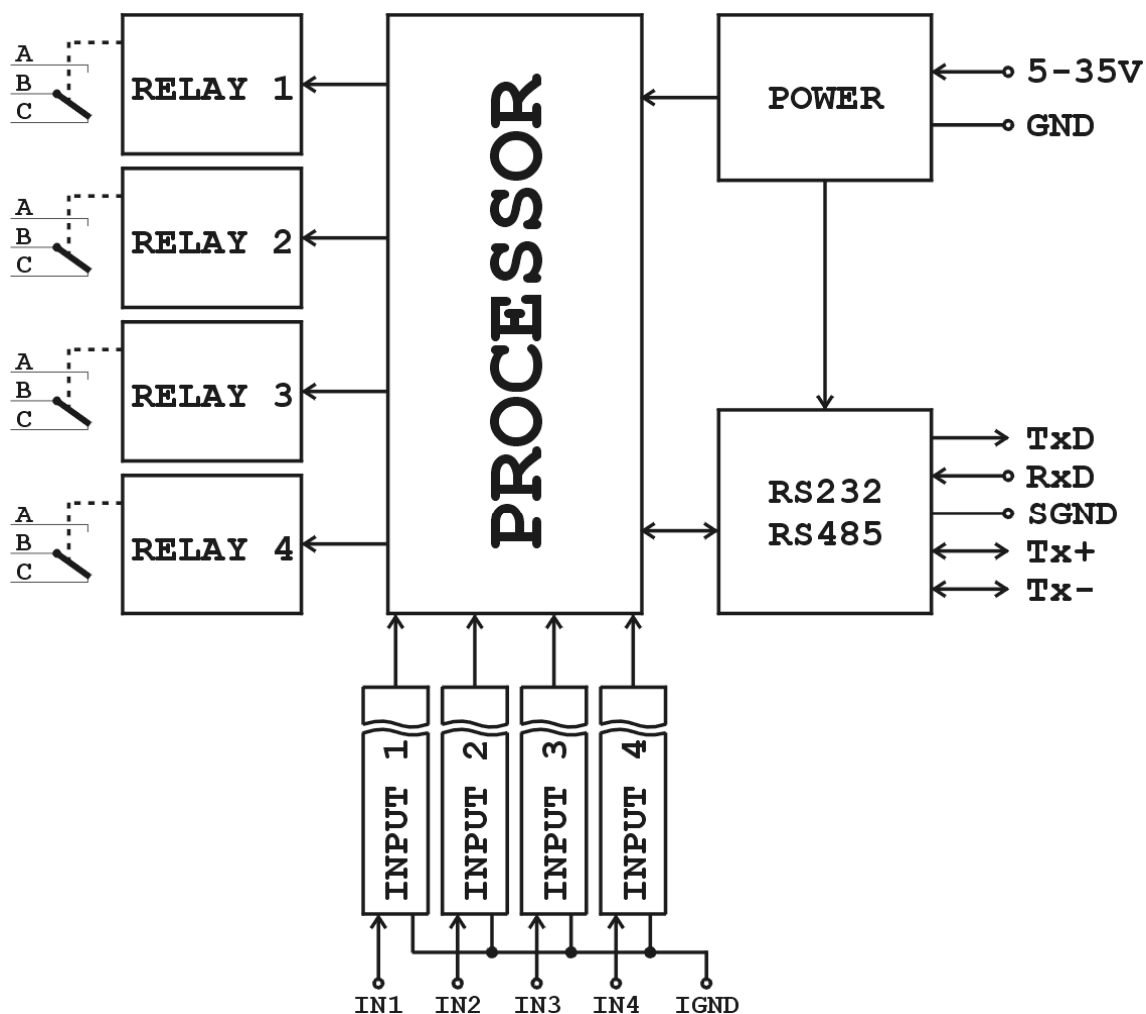 A
B
C
RELAY 1
A
B
C
RELAY 2
A
B
C
RELAY 3
A
B
C
RELAY 4
PROCESSOR
POWER
5-35V
GND
RS232
RS485
TxD
RxD
SGND
Tx+
Tx-
INPUT 1
INPUT 2
INPUT 3
INPUT 4
IN1
IN2
IN3
IN4
IGND